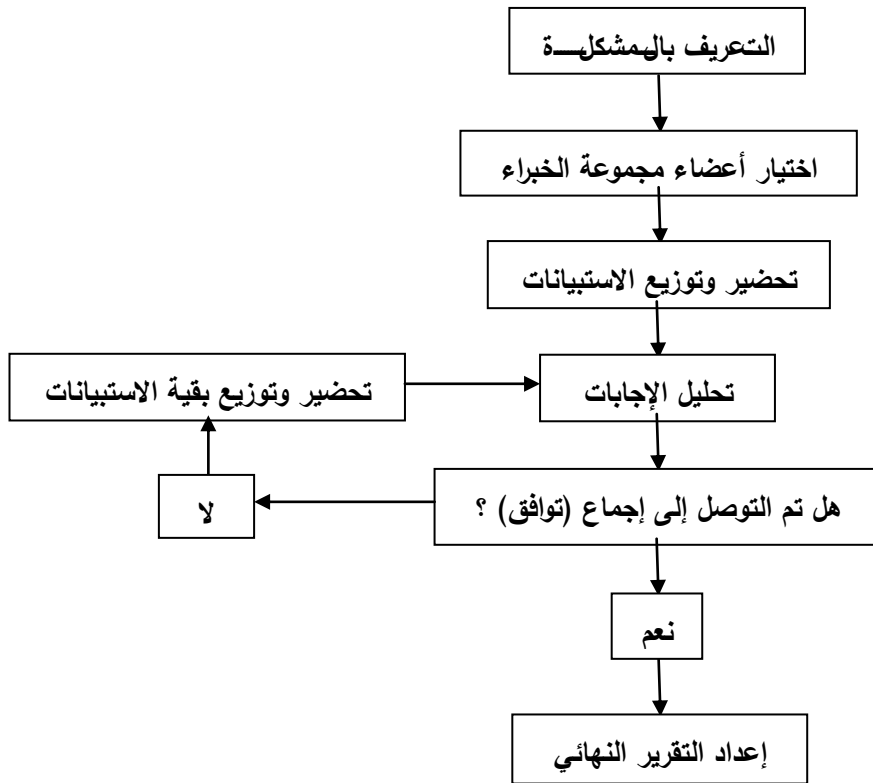 التعريف بالمشكلة
اختيار أعضاء مجموعة الخبراء
تحضير وتوزيع الاستبيانات
تحليل الإجابات
تحضير وتوزيع بقية الاستبيانات
هل تم التوصل إلى إجماع (توافق) ؟
لا
نعم
إعداد التقرير النهائي